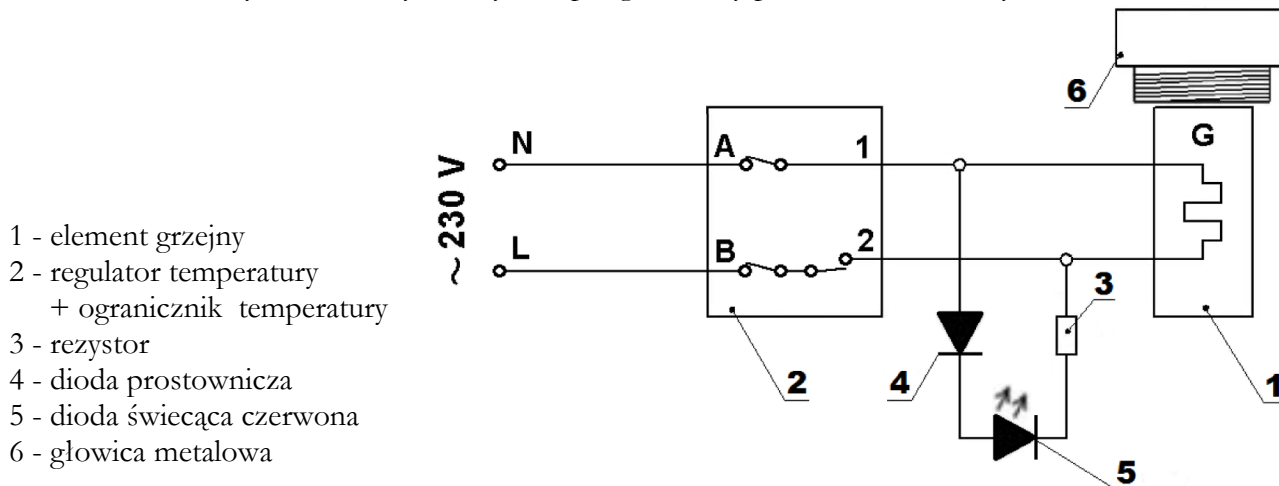 1 - element grzejny
2 - regulator temperatury
+ ogranicznik temperatury
3 - rezystor
4 - dioda prostownicza
5 - dioda świecąca czerwona
6 - głowica metalowa
~ 230 V
N
L
A
1
B
2
2
4
5
3
6
G
1